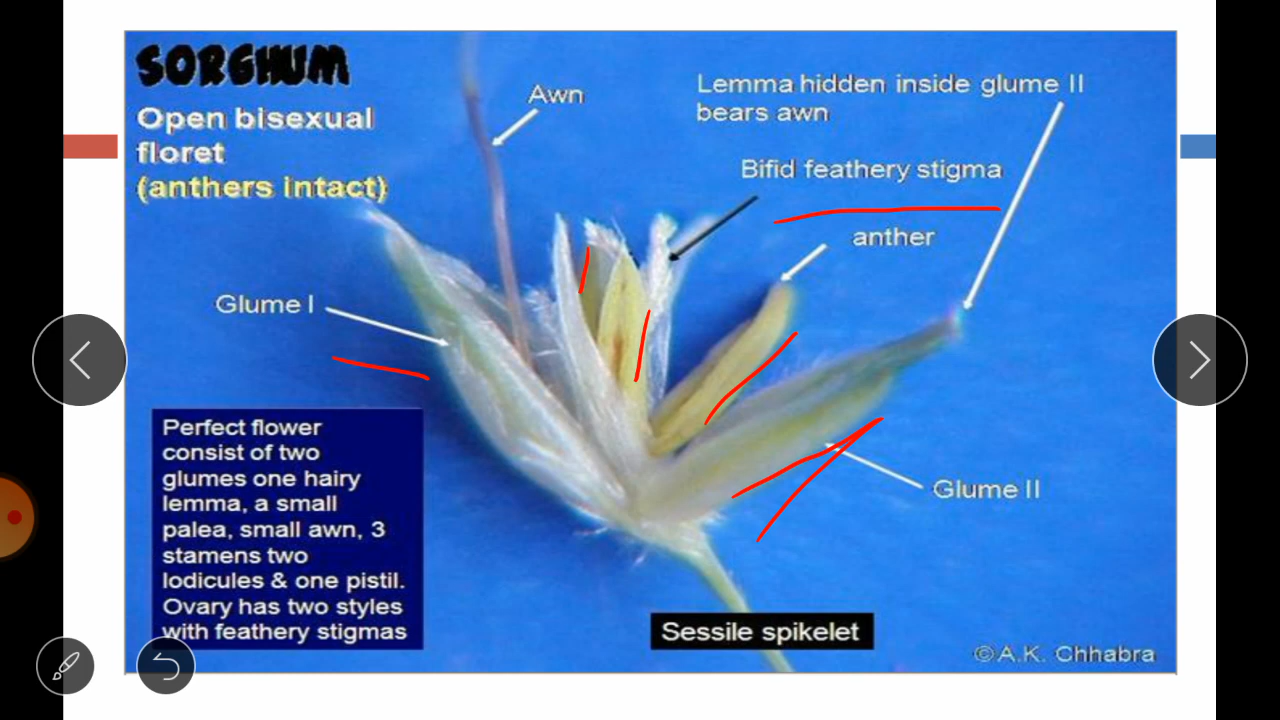 SORGHUM
Open bisexual
floret
(anthers intact)
Awn
Lemma hidden inside glume II
bears awn
Bifid feathery stigma
anther
Glume I
Glume II
Perfect flower
consist of two
glumes one hairy
lemma, a small
palea, small awn, 3
stamens two
lodicules & one pistil.
Ovary has two styles
with feathery stigmas
Sessile spikelet
©A.K. Chhabra